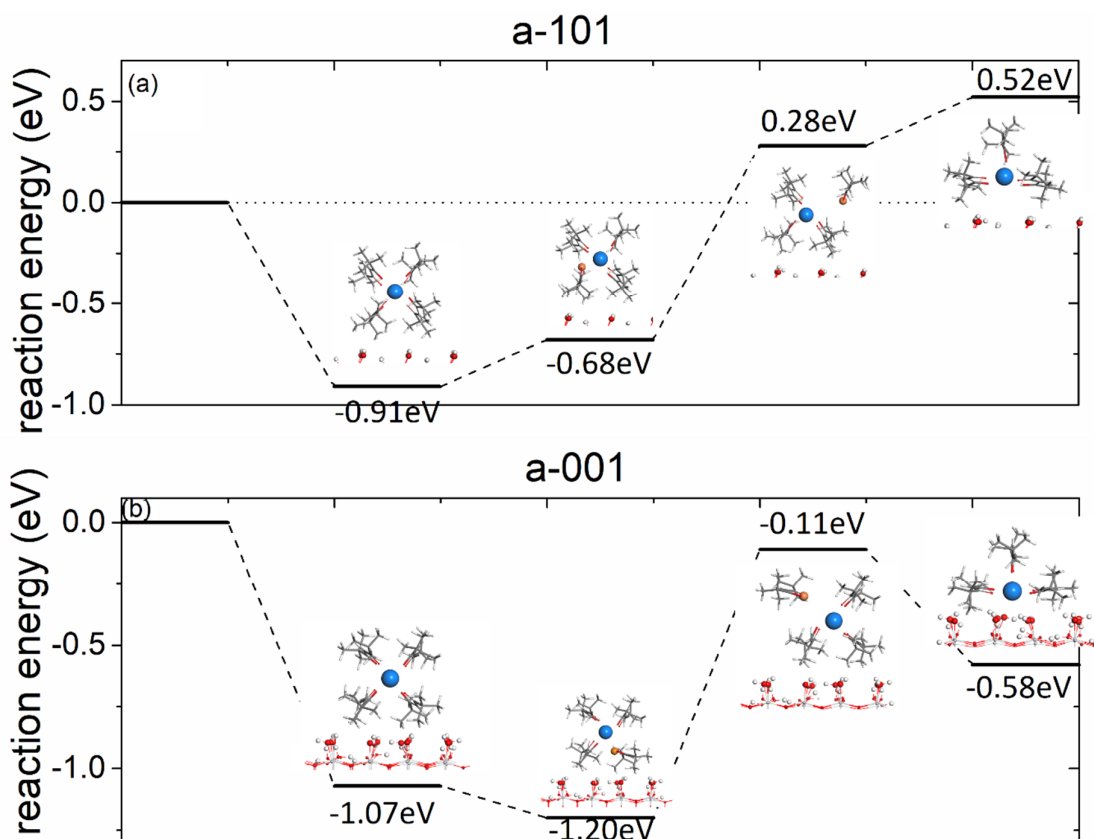 a-101
(a)
reaction energy (eV)
0.5
0.0
-0.5
-1.0
-0.91eV
-0.68eV
0.28eV
0.52eV
a-001
(b)
reaction energy (eV)
0.0
-0.5
-1.0
-1.07eV
-1.20eV
-0.11eV
-0.58eV